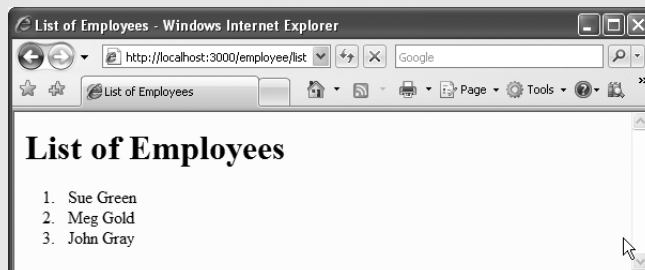 List of Employees - Windows Internet Explorer
http://localhost:3000/employee/list
Google
List of Employees
Page
Tools
»
List of Employees
1. Sue Green
2. Meg Gold
3. John Gray